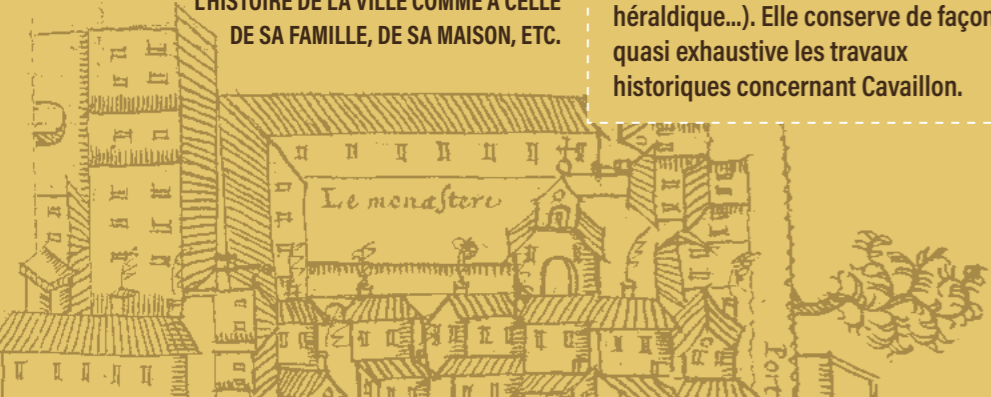 L'HISTOIRE DE LA VILLE COMME À CELLE
DE SA FAMILLE, DE SA MAISON, ETC.
héraldique...). Elle conserve de façon
quasi exhaustive les travaux
historiques concernant Cavaillon.
Le monastere
Port